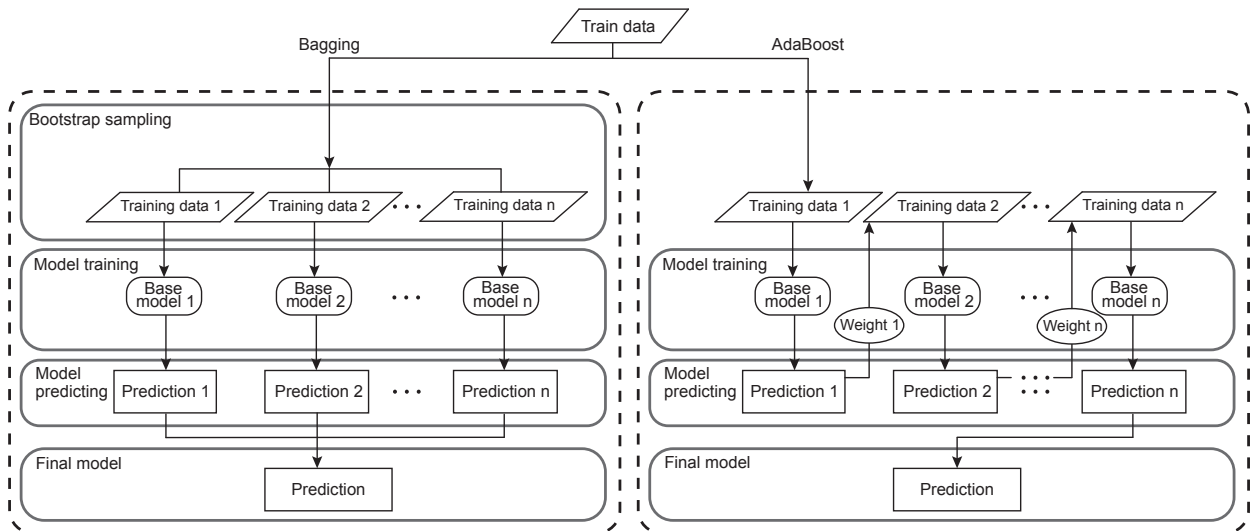 Train data
Bagging
AdaBoost
Bootstrap sampling
Training data 1
Training data 2
...
Training data n
Model training
Base
model 1
Base
model 2
...
Base
model n
Model
predicting
Prediction 1
Prediction 2
...
Prediction n
Final model
Prediction
Training data 1
Training data 2
...
Training data n
Model training
Base
model 1
Weight 1
Base
model 2
...
Weight n
Base
model n
Model
predicting
Prediction 1
Prediction 2
...
...
Prediction n
Final model
Prediction